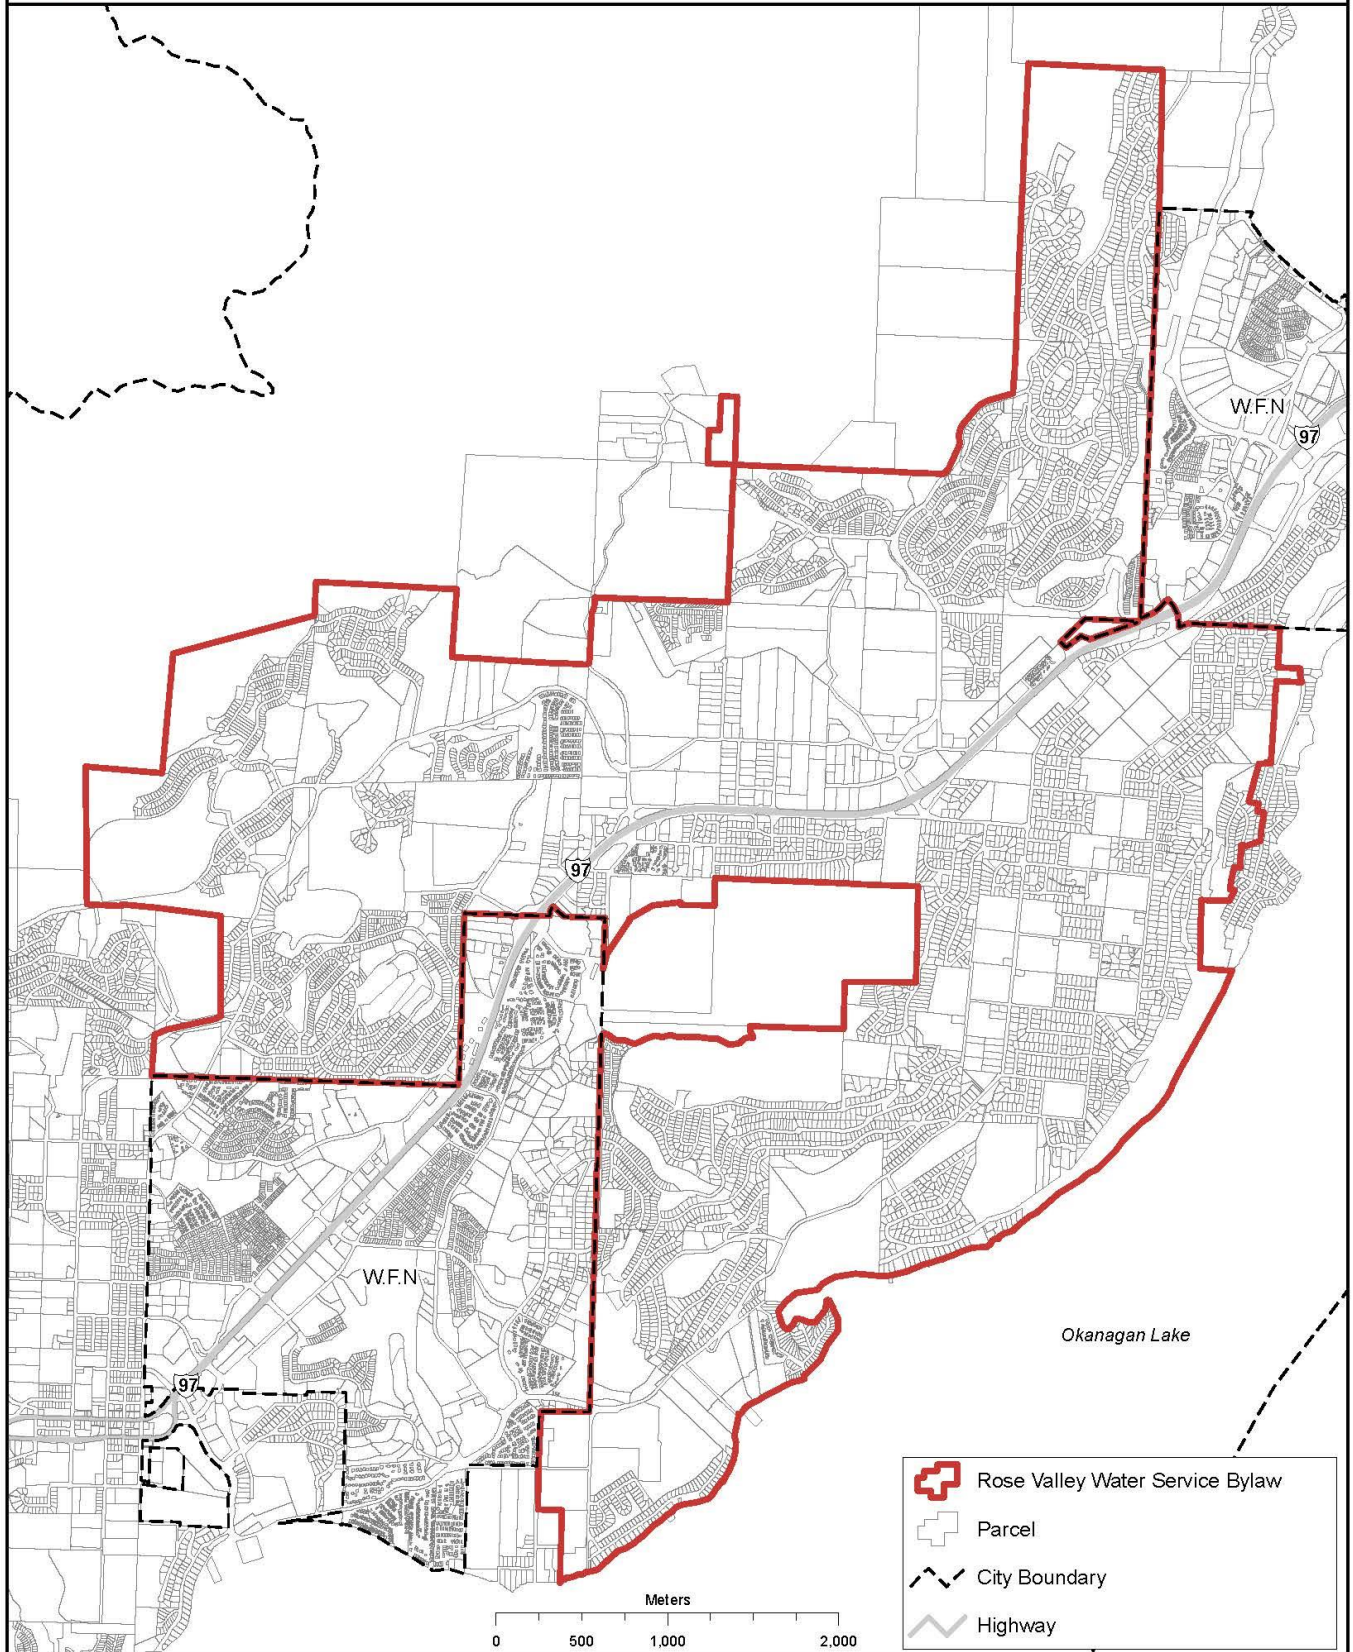 W.F.N
97
97
W.F.N
Okanagan Lake
97
Rose Valley Water Service Bylaw
Parcel
City Boundary
Highway
Meters
0 500 1,000 2,000